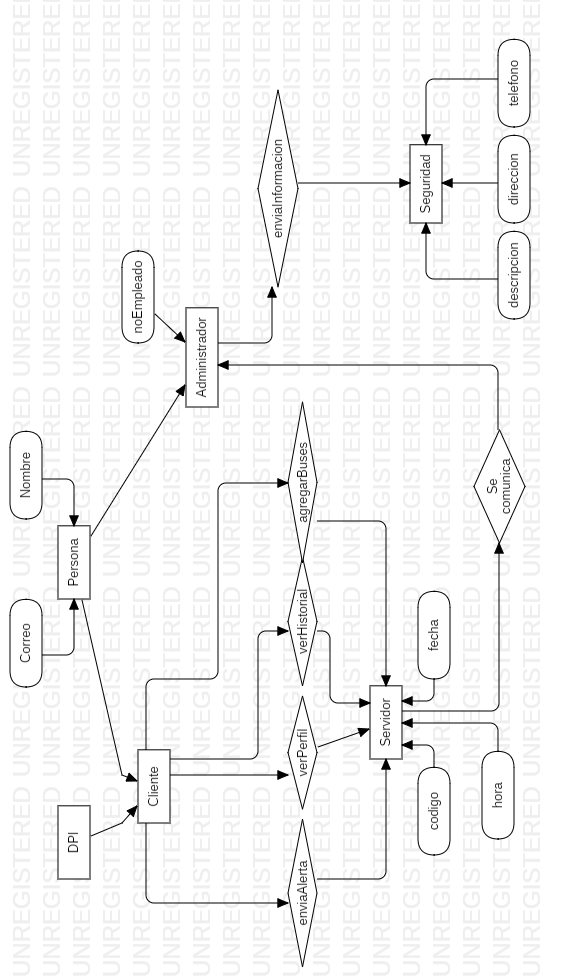 Correo
Nombre
DPI
Persona
noEmpleado
Cliente
Administrador
enviaInformacion
enviaAlerta
verPerfil
verHistorial
agregarBuses
Servidor
Seguridad
codigo
fecha
hora
Se
comunica
descripcion
direccion
telefono
UNREGISTERED